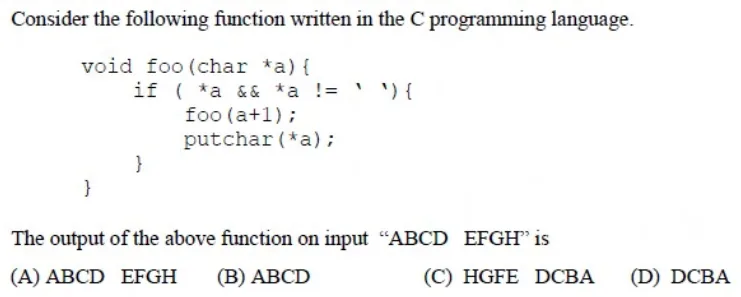 Consider the following function written in the C programming language.
void foo(char *a){
if ( *a && *a != ‘ ‘){
foo(a+1);
putchar(*a);
}
}
The output of the above function on input “ABCD EFGH” is
(A) ABCD EFGH (B) ABCD (C) HGFE DCBA (D) DCBA